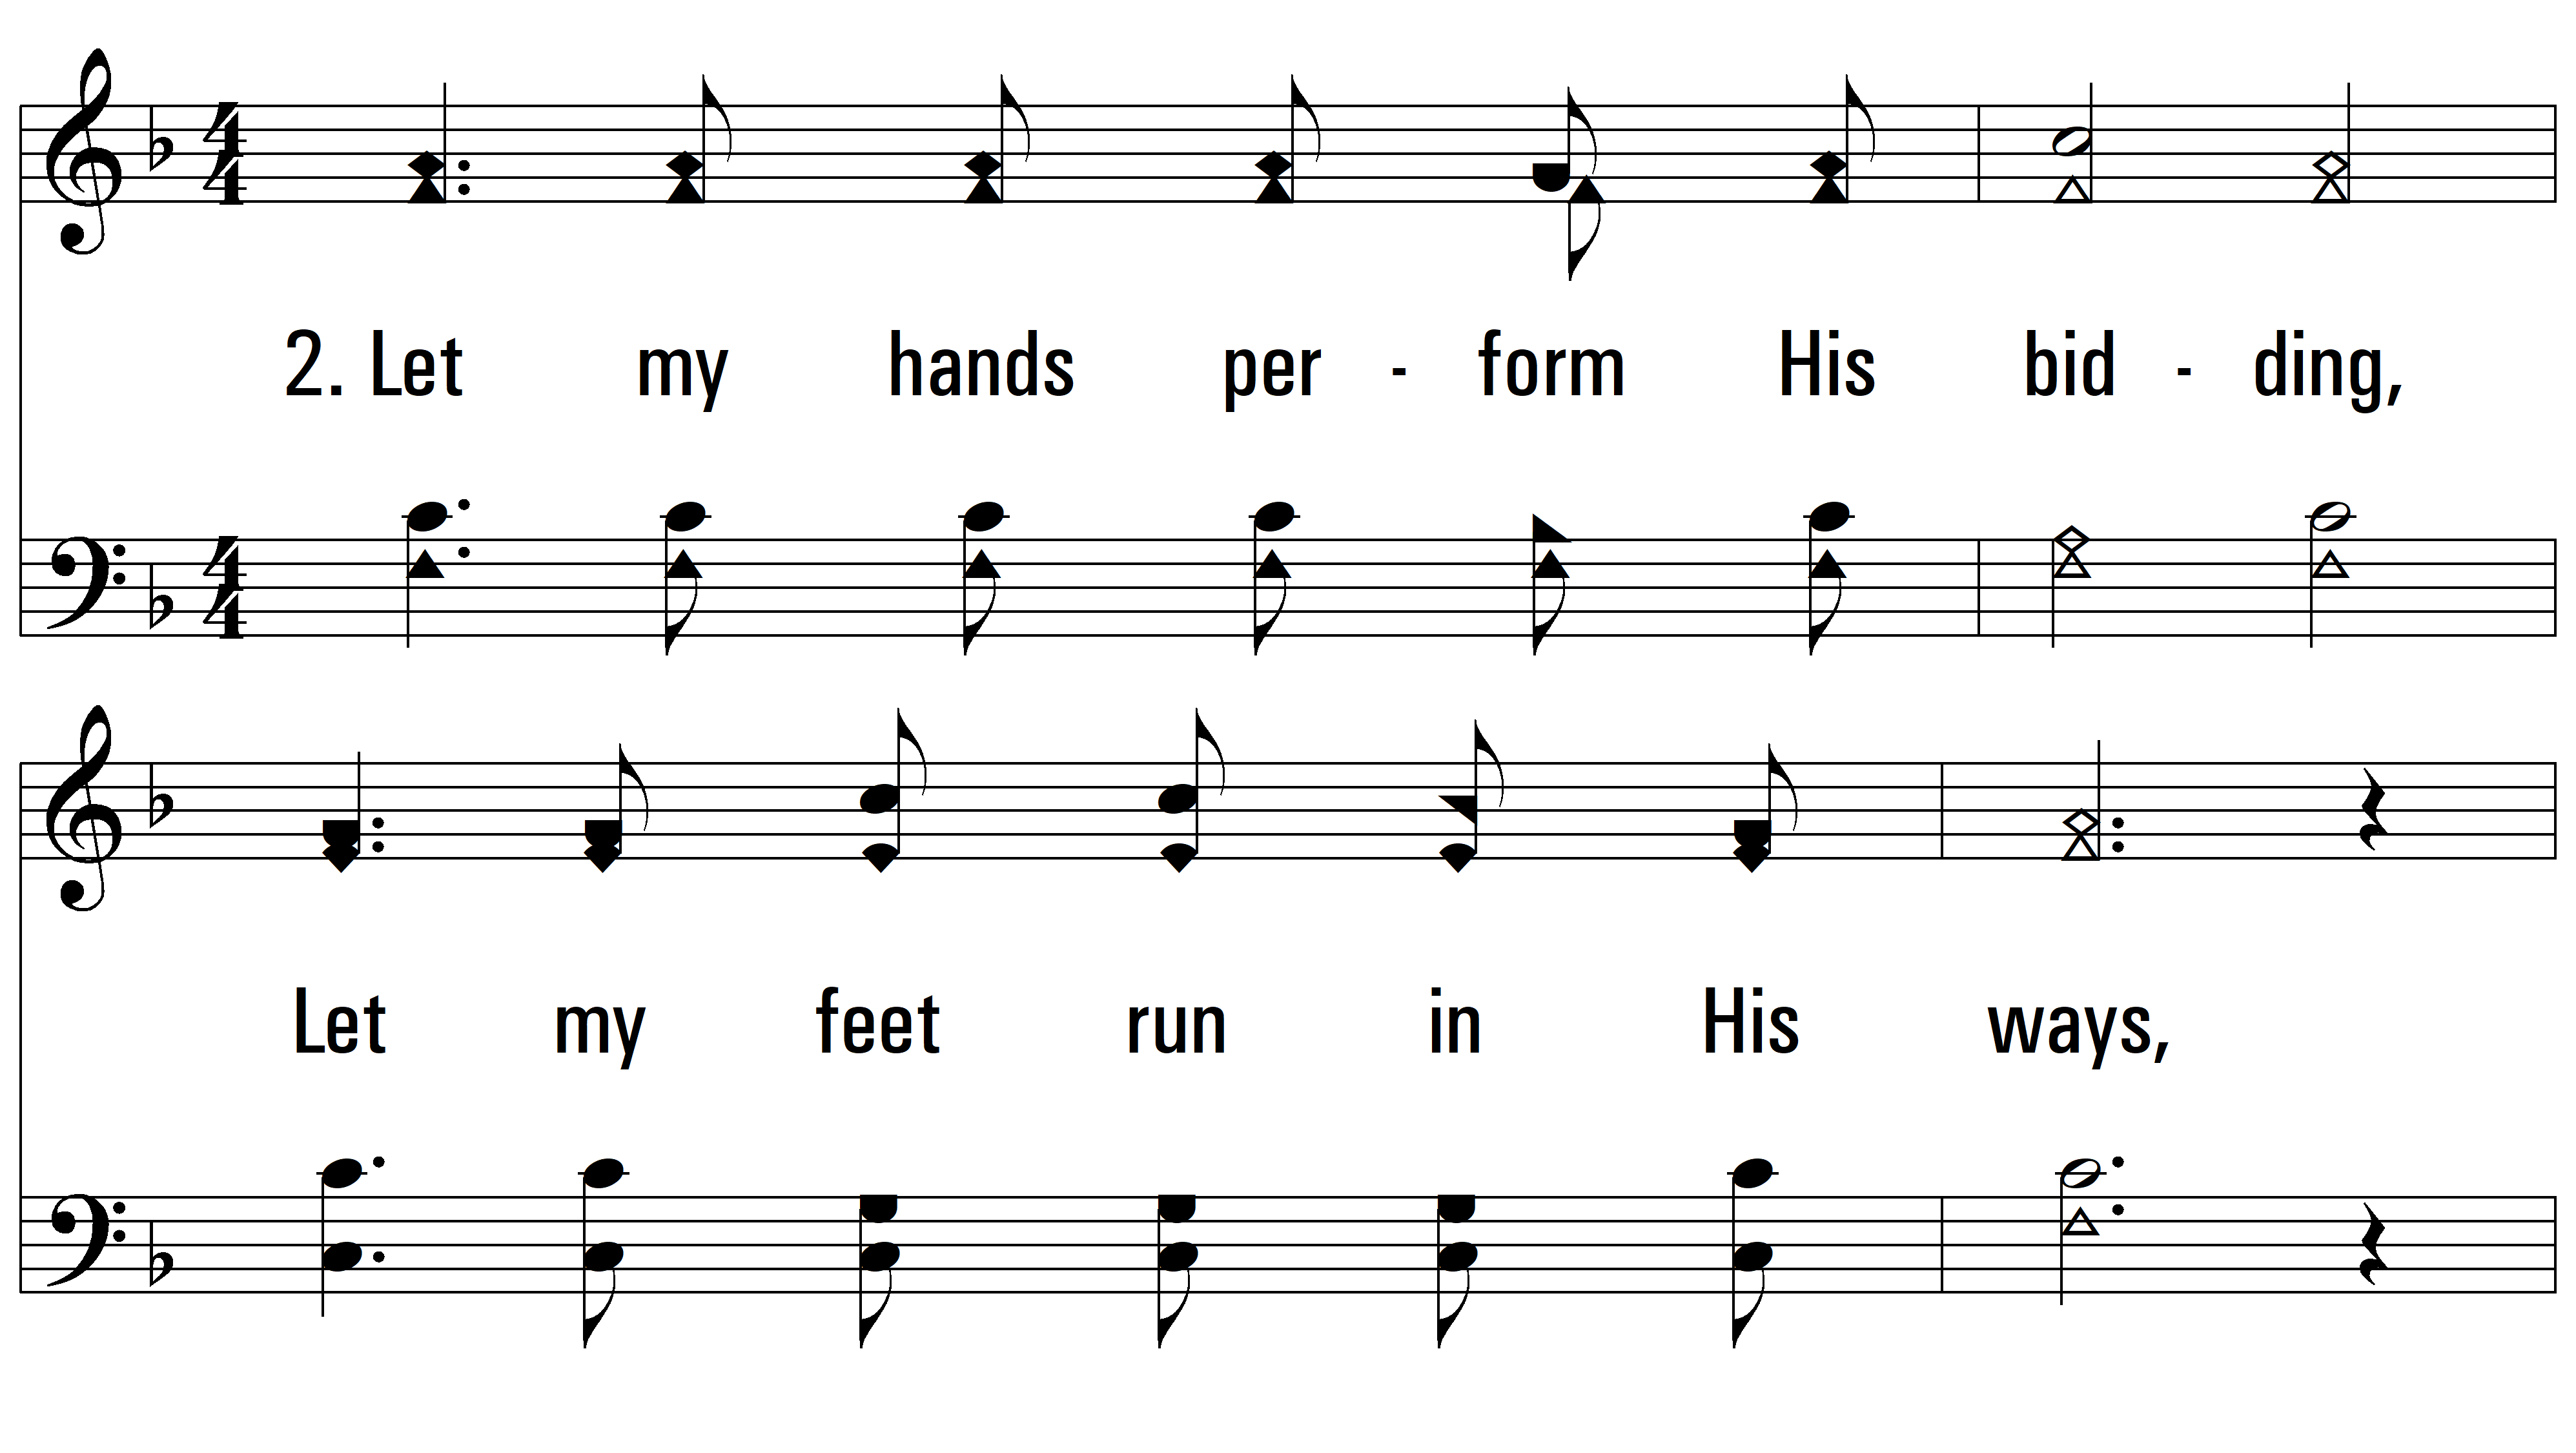 2. Let my hands per - form His bid - ding,
Let my feet run in His ways,